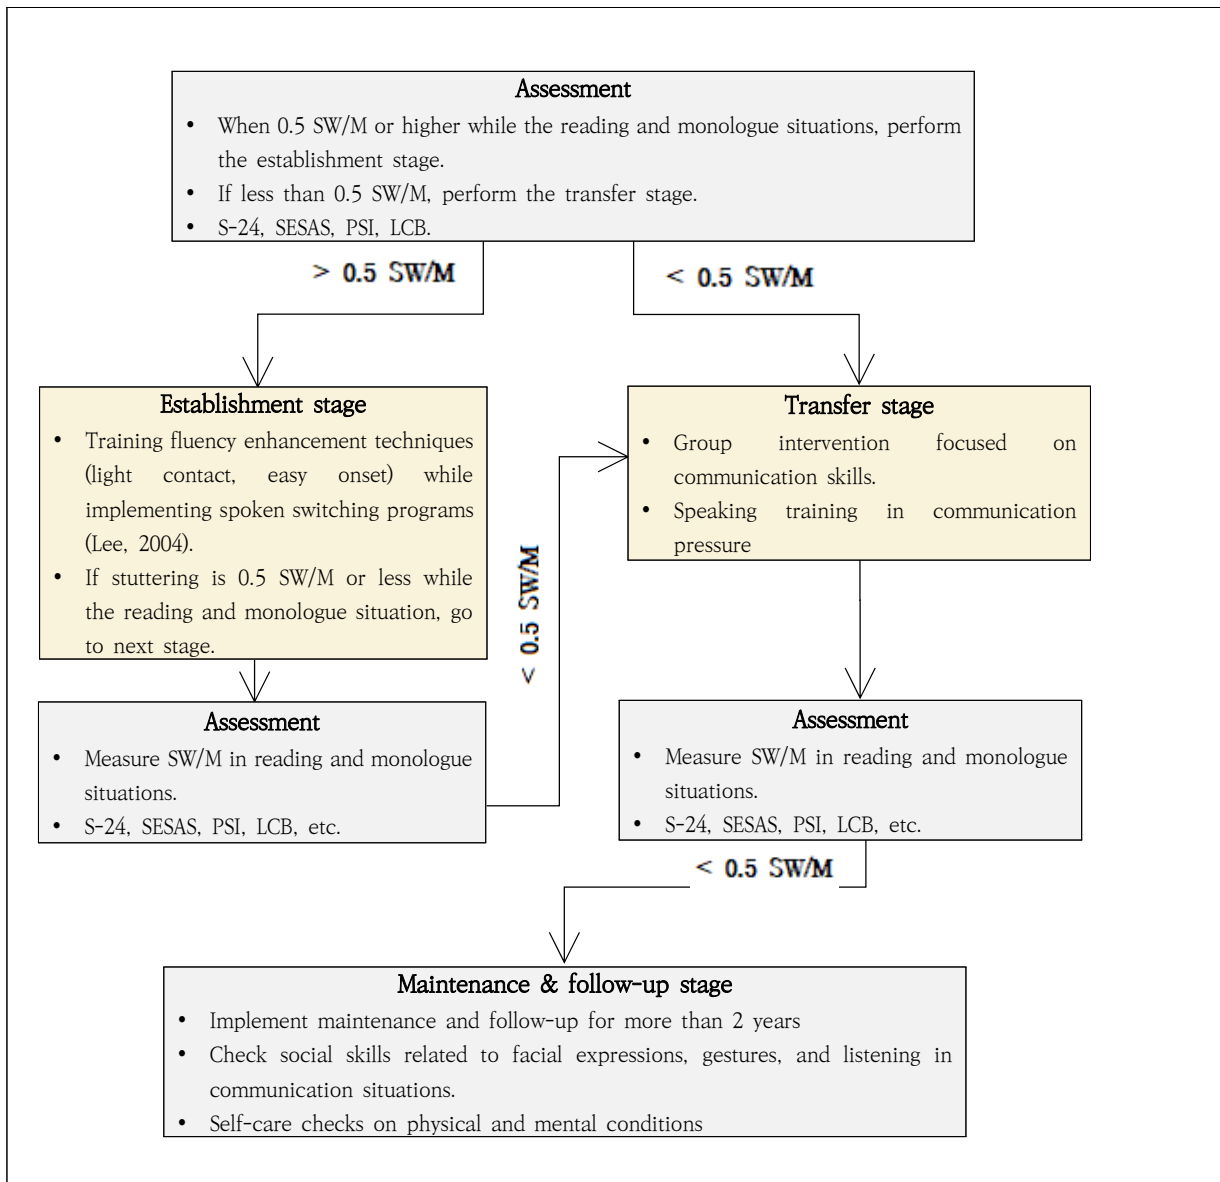 Assessment
• When 0.5 SW/M or higher while the reading and monologue situations, perform
the establishment stage.
• If less than 0.5 SW/M, perform the transfer stage.
• S-24, SESAS, PSI, LCB.
> 0.5 SW/M
< 0.5 SW/M
Establishment stage
• Training fluency enhancement techniques
(light contact, easy onset) while
implementing spoken switching programs
(Lee, 2004).
• If stuttering is 0.5 SW/M or less while
the reading and monologue situation, go
to next stage.
Transfer stage
• Group intervention focused on
communication skills.
• Speaking training in communication
pressure
< 0.5 SW/M
Assessment
• Measure SW/M in reading and monologue
situations.
• S-24, SESAS, PSI, LCB, etc.
Assessment
• Measure SW/M in reading and monologue
situations.
• S-24, SESAS, PSI, LCB, etc.
< 0.5 SW/M
Maintenance & follow-up stage
• Implement maintenance and follow-up for more than 2 years
• Check social skills related to facial expressions, gestures, and listening in
communication situations.
• Self-care checks on physical and mental conditions